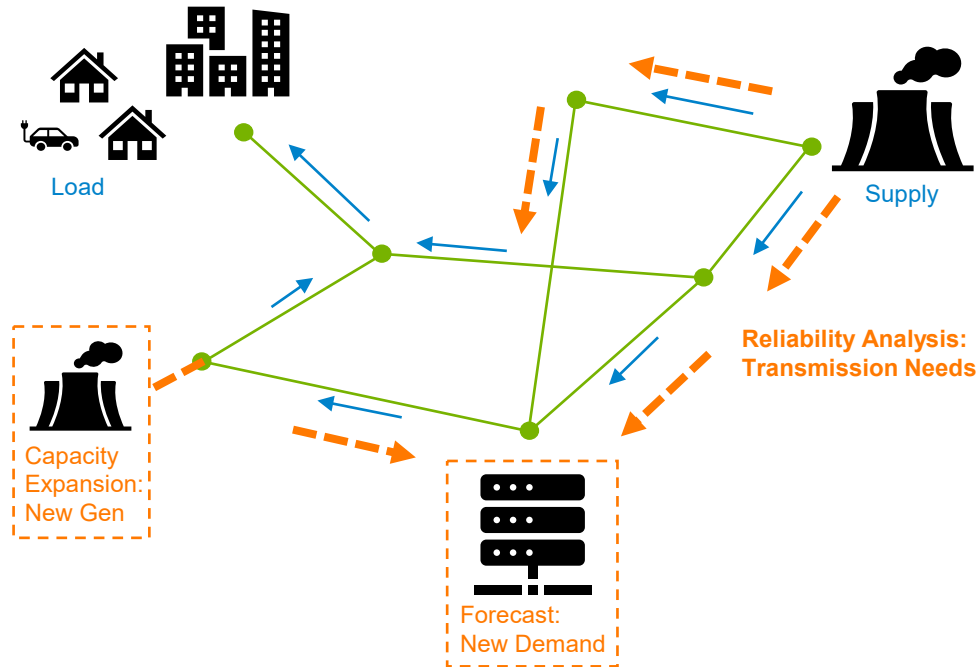 Load
Supply
Reliability Analysis:
Transmission Needs
Capacity
Expansion:
New Gen
Forecast:
New Demand